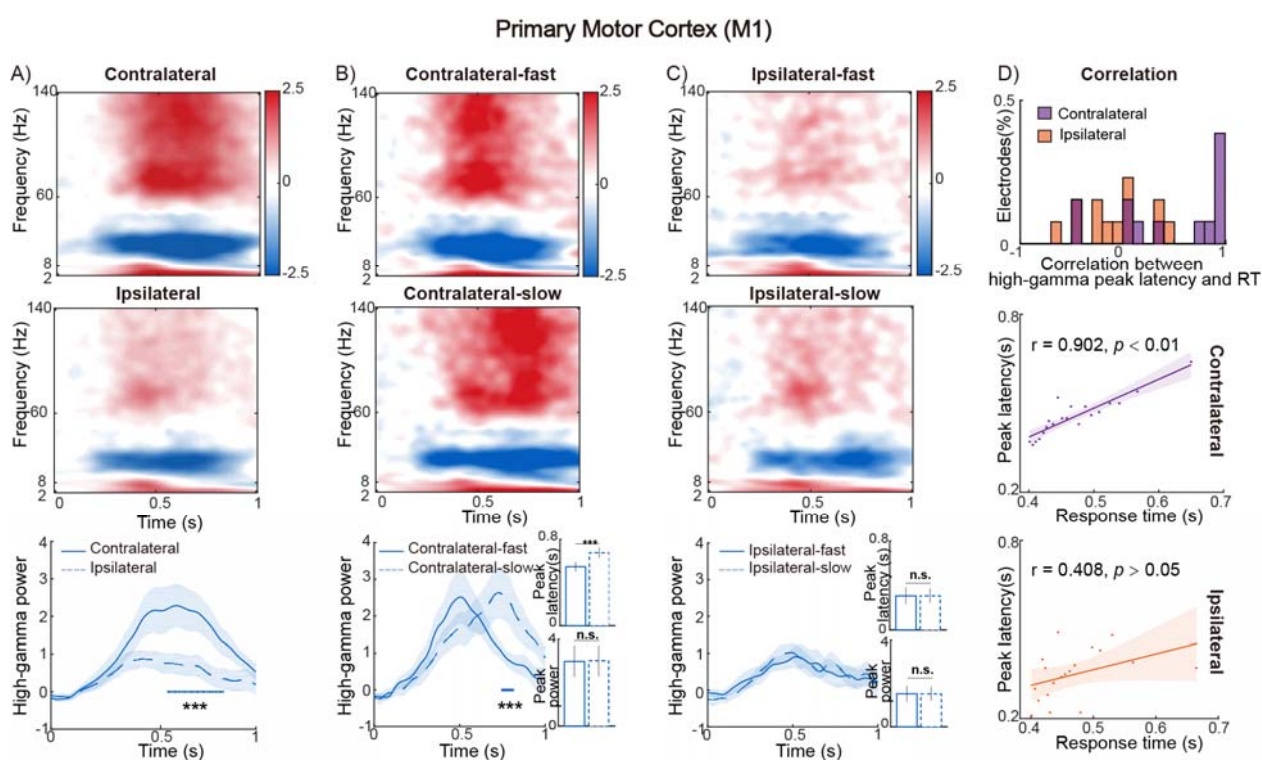 Primary Motor Cortex (M1)
A)
Contralateral
140
60
8
2
Frequency (Hz)
2.5
0
-2.5
Ipsilateral
140
60
8
2
Frequency (Hz)
0
0.5
1
Time (s)
4
3
2
1
0
-1
High-gamma power
Contralateral
Ipsilateral
***
0
0.5
1
Time (s)
B)
Contralateral-fast
140
60
8
2
Frequency (Hz)
2.5
0
-2.5
Contralateral-slow
140
60
8
2
Frequency (Hz)
0
0.5
1
Time (s)
4
3
2
1
0
-1
High-gamma power
Contralateral-fast
Contralateral-slow
***
0
0.5
1
Time (s)
0.8
0
Peak
latency(s)
***
4
0
Peak
power
n.s.
C)
Ipsilateral-fast
140
60
8
2
Frequency (Hz)
2.5
0
-2.5
Ipsilateral-slow
140
60
8
2
Frequency (Hz)
0
0.5
1
Time (s)
4
3
2
1
0
-1
High-gamma power
Ipsilateral-fast
Ipsilateral-slow
0
0.5
1
Time (s)
0.8
0
Peak
latency(s)
n.s.
4
0
Peak
power
n.s.
D)
Correlation
0.5
0
Electrodes(%)
Contralateral
Ipsilateral
-1
0
1
Correlation between
high-gamma peak latency and RT
0.8
0.2
Peak latency(s)
r = 0.902, p < 0.01
Contralateral
0.4
0.5
0.6
0.7
Response time (s)
0.8
0.2
Peak latency(s)
r = 0.408, p > 0.05
Ipsilateral
0.4
0.5
0.6
0.7
Response time (s)